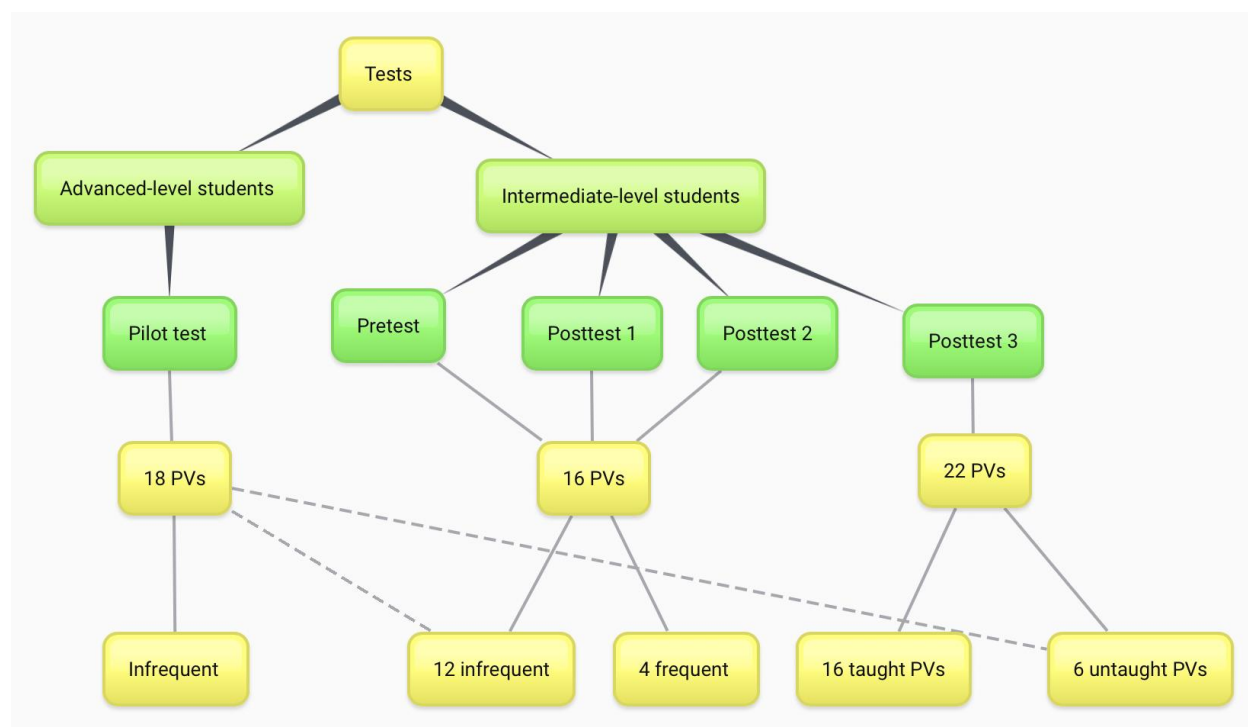 Tests
Advanced-level students
Intermediate-level students
Pilot test
Pretest
Posttest 1
Posttest 2
Posttest 3
18 PVs
16 PVs
22 PVs
Infrequent
12 infrequent
4 frequent
16 taught PVs
6 untaught PVs